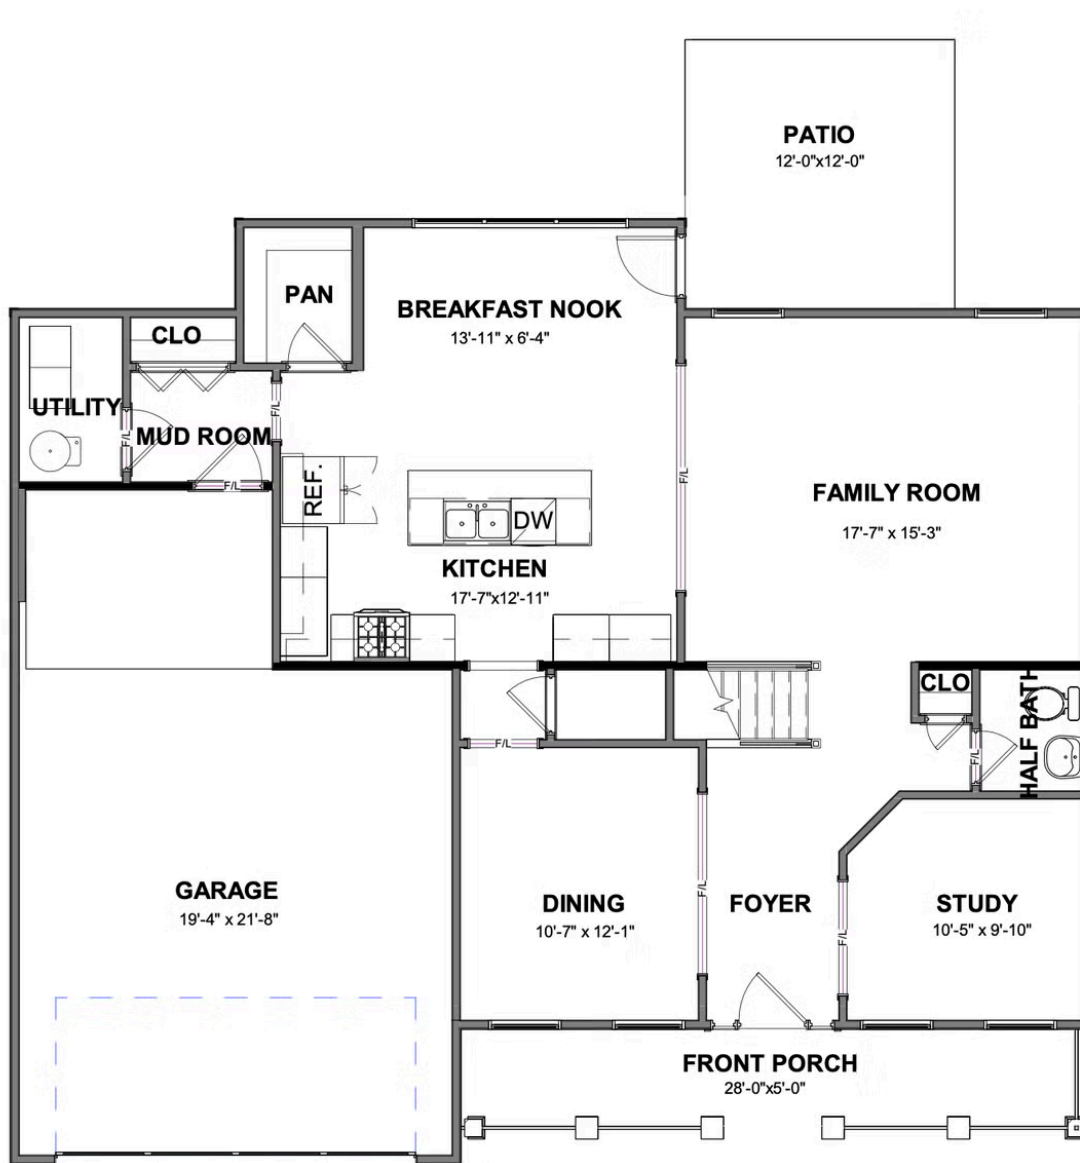 PATIO
12'-0"x12'-0"
PAN
BREAKFAST NOOK
13'-11" x 6'-4"
CLO
UTILITY
F/L
MUD ROOM
F/L
F/L
REF.
DW
F/L
FAMILY ROOM
17'-7" x 15'-3"
KITCHEN
17'-7"x12'-11"
CLO
HALF BATH
F/L
F/L
GARAGE
19'-4" x 21'-8"
DINING
10'-7" x 12'-1"
F/L
FOYER
F/L
STUDY
10'-5" x 9'-10"
FRONT PORCH
28'-0"x5'-0"